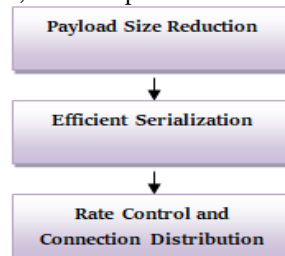 Payload Size Reduction
Efficient Serialization
Rate Control and
Connection Distribution